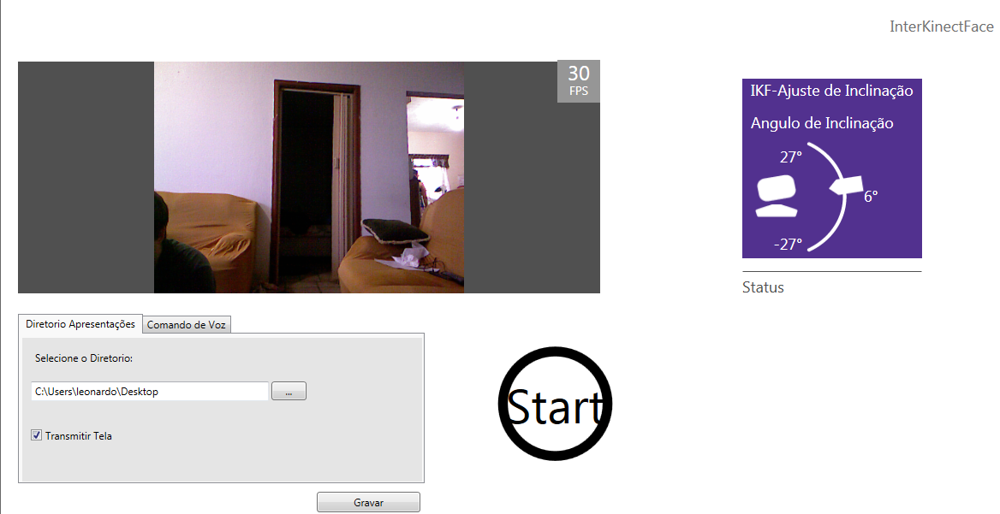 InterKinectFace
30
FPS
IKF-Ajuste de Inclinação
Angulo de Inclinação
27°
6°
-27°
Status
Diretorio Apresentações
Comando de Voz
Selecione o Diretorio:
C:\Users\leonardo\Desktop
...
Transmitir Tela
Start
Gravar